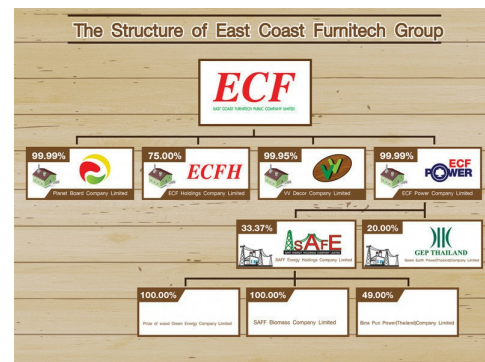 The Structure of East Coast Furnitech Group
ECF
EAST COAST FURNITECH PUBLIC COMPANY LIMITED
99.99%
Planet Board Company Limited
75.00%
ECFH
ECF Holdings Company Limited
99.95%
VV
VV Decor Company Limited
99.99%
ECF
POWER
ECF Power Company Limited
33.37%
SAFE
SAFF Energy Holdings Company Limited
20.00%
GEP THAILAND
Green Earth Power(Thailand)Company Limited
100.00%
Prize of wood Green Energy Company Limited
100.00%
SAFF Biomass Company Limited
49.00%
Bina Puri Power(Thailand)Company Limited